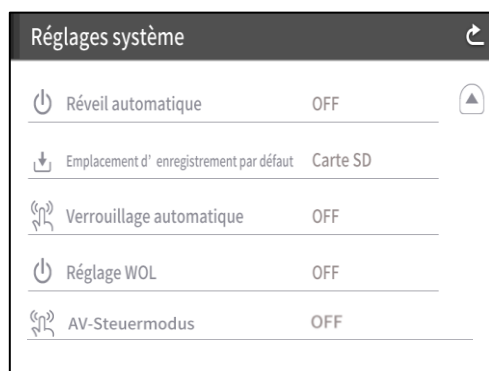 Réglages système
Réveil automatique OFF
Emplacement d' enregistrement par défaut Carte SD
Verrouillage automatique OFF
Réglage WOL OFF
AV-Steuermodus OFF